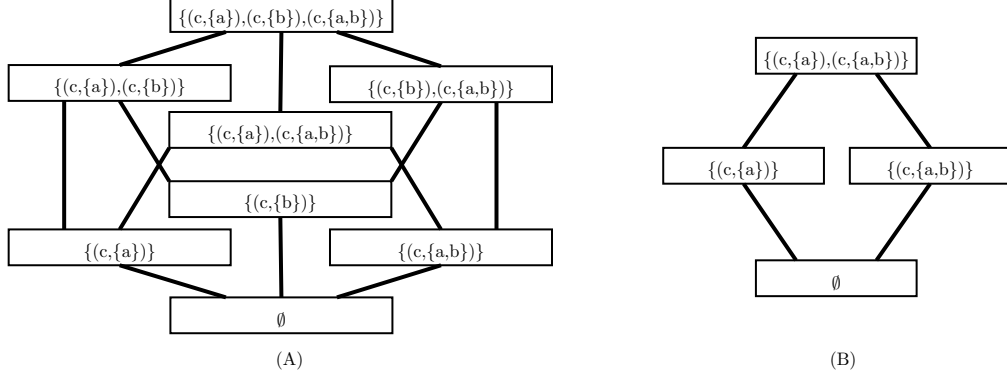 {(c,{a}),(c,{b}),(c,{a,b})}
{(c,{a}),(c,{b})}
{(c,{b}),(c,{a,b})}
{(c,{a}),(c,{a,b})}
{(c,{b})}
{(c,{a})}
{(c,{a,b})}
∅
(A)
{(c,{a}),(c,{a,b})}
{(c,{a})}
{(c,{a,b})}
∅
(B)